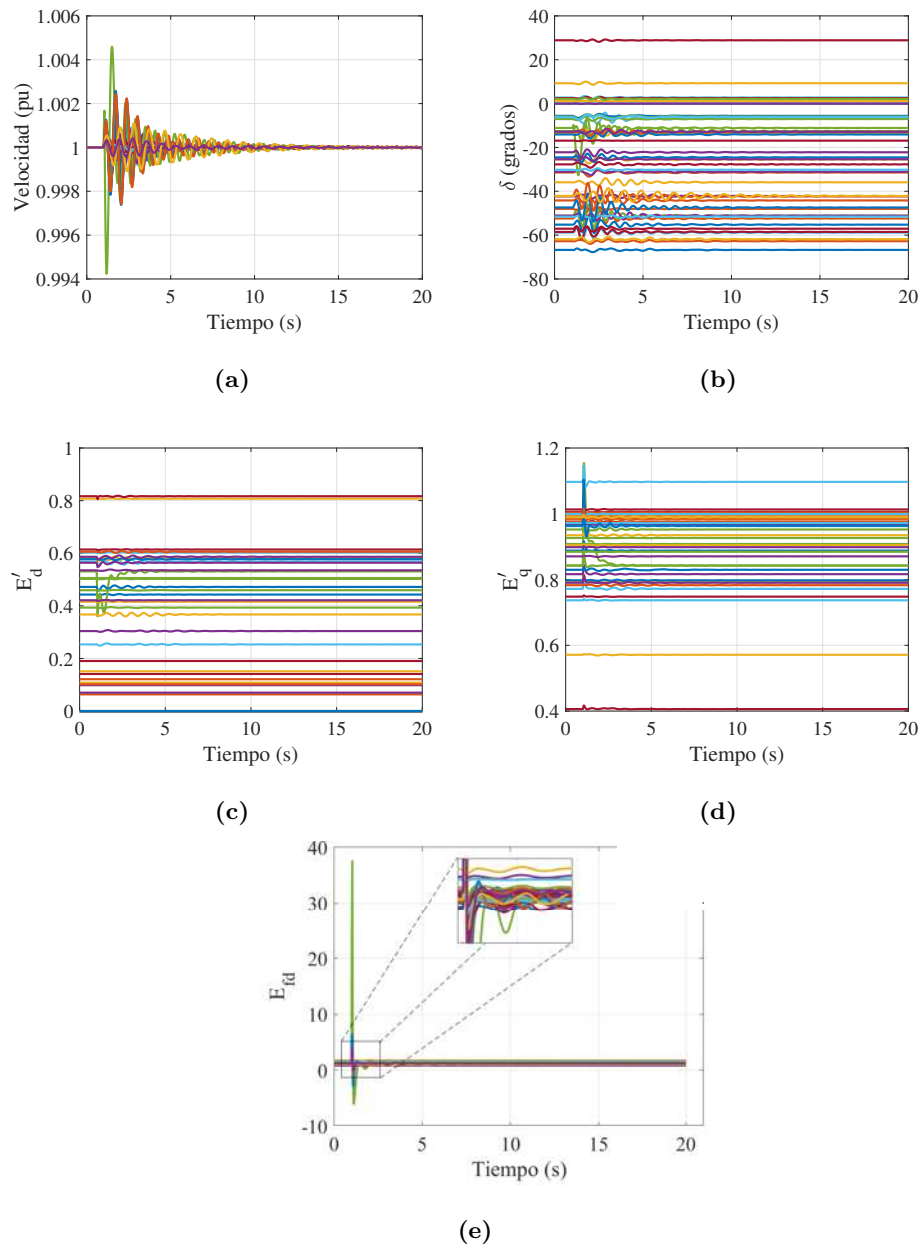 1.006
1.004
1.002
1
0.998
0.996
0.994
Velocidad (pu)
0 5 10 15 20
Tiempo (s)
(a)
40
20
0
-20
-40
-60
-80
δ (grados)
0 5 10 15 20
Tiempo (s)
(b)
1
0.8
0.6
0.4
0.2
0
E'd
0 5 10 15 20
Tiempo (s)
(c)
1.2
1
0.8
0.6
0.4
E'q
0 5 10 15 20
Tiempo (s)
(d)
40
30
20
10
0
-10
Efd
0 5 10 15 20
Tiempo (s)
(e)